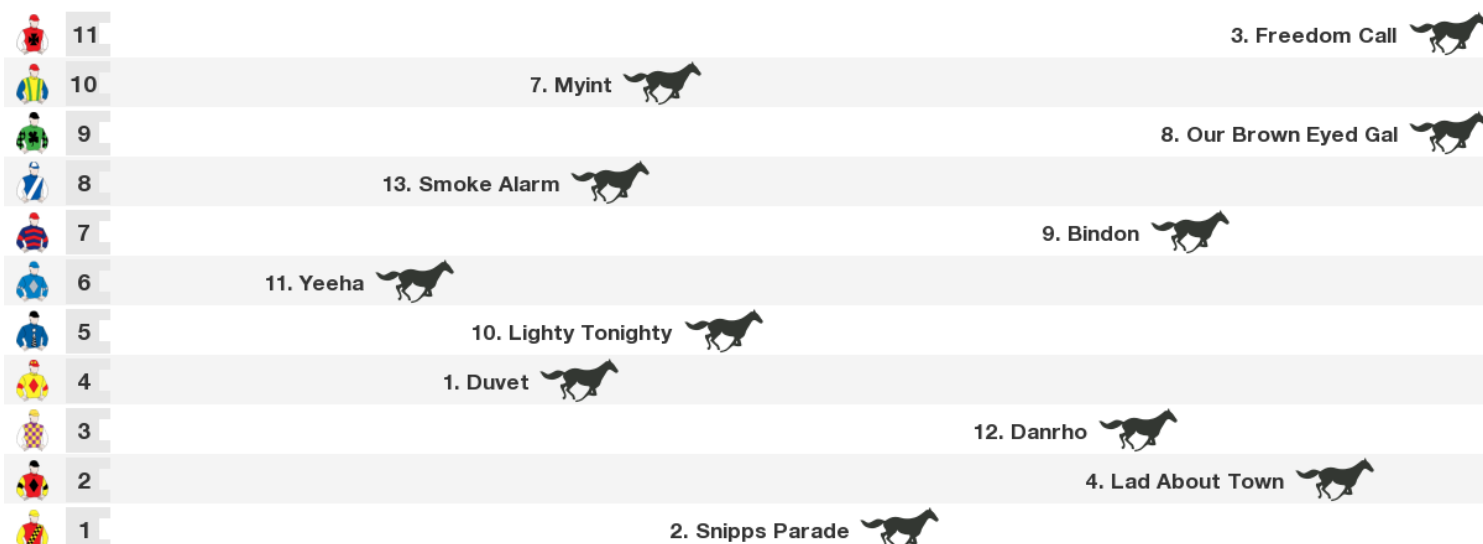 11 3. Freedom Call
10 7. Myint
9 8. Our Brown Eyed Gal
8 13. Smoke Alarm
7 9. Bindon
6 11. Yeeha
5 10. Lighty Tonighty
4 1. Duvet
3 12. Danrho
2 4. Lad About Town
1 2. Snipps Parade